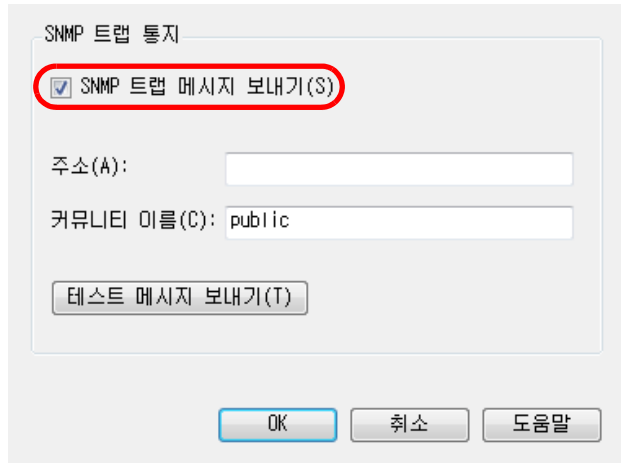 SNMP 트랩 통지
SNMP 트랩 메시지 보내기(S)
주소(A):
커뮤니티 이름(C): public
테스트 메시지 보내기(T)
OK 취소 도움말